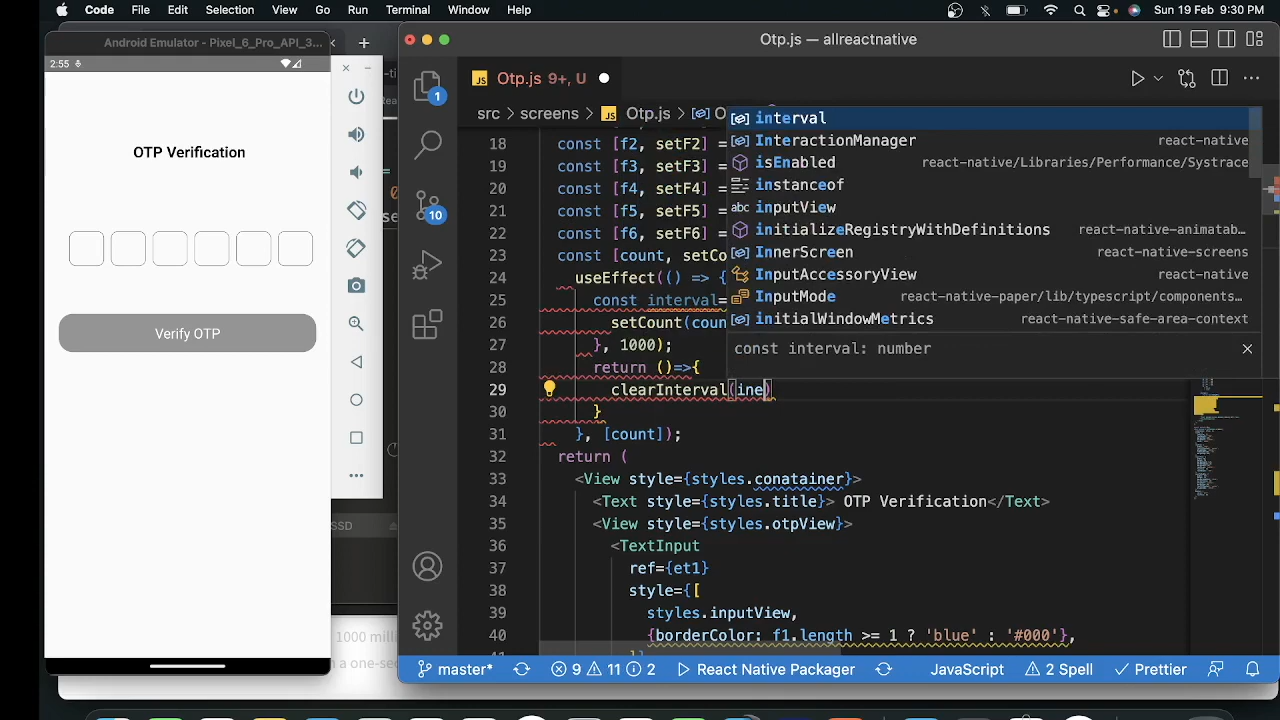 Code File Edit Selection View Go Run Terminal Window Help Sun 19 Feb 9:30 PM
Android Emulator - Pixel_6_Pro_API_3...
2:55
OTP Verification
Verify OTP
Otp.js — allreactnative
Otp.js 9+, U
src > screens > Otp.js >
1
10
18 const [f2, setF2] =
19 const [f3, setF3] =
20 const [f4, setF4] =
21 const [f5, setF5] =
22 const [f6, setF6] =
23 const [count, setCo
24 useEffect(() => {
25 const interval=
26 setCount(coun
27 }, 1000);
28 return ()=>{
29 clearInterval(ine)
30 }
31 }, [count]);
32 return (
33 <View style={styles.conatainer}>
34 <Text style={styles.title}> OTP Verification</Text>
35 <View style={styles.otpView}>
36 <TextInput
37 ref={et1}
38 style={[
39 styles.inputView,
40 {borderColor: f1.length >= 1 ? 'blue' : '#000'},
interval
InteractionManager react-native
isEnabled react-native/Libraries/Performance/Systrace
instanceof
abc inputView
initializeRegistryWithDefinitions react-native-animatab…
InnerScreen react-native-screens
InputAccessoryView react-native
InputMode react-native-paper/lib/typescript/components…
initialWindowMetrics react-native-safe-area-context
const interval: number
SSD
1000 milli
n a one-sec
master* 9 11 2 React Native Packager JavaScript 2 Spell Prettier